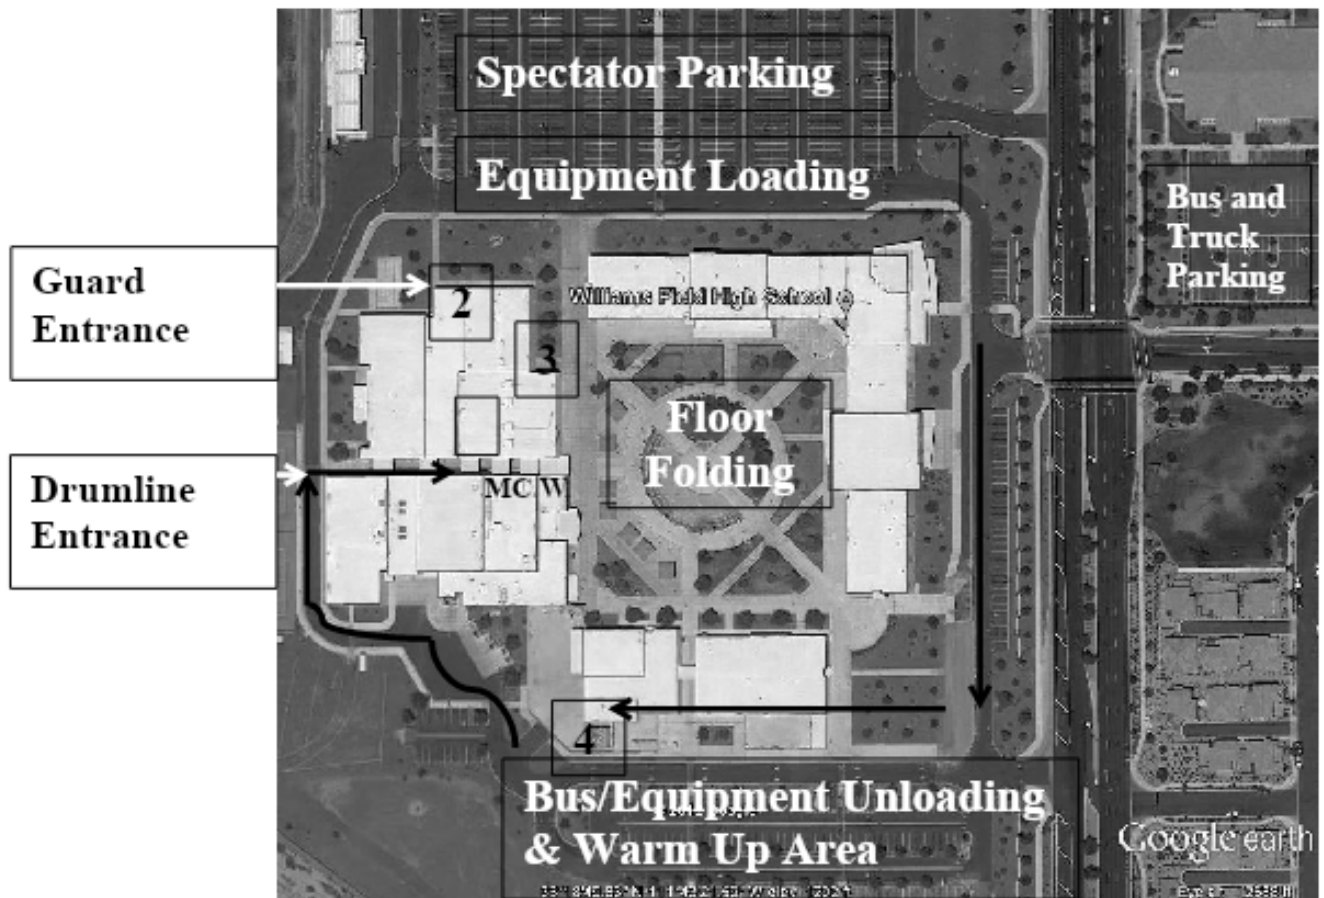 Spectator Parking
Equipment Loading
Bus and
Truck
Parking
Guard
Entrance
2
Williams Field High School
3
Floor
Folding
Drumline
Entrance
MC W
4
Bus/Equipment Unloading
& Warm Up Area
Google earth